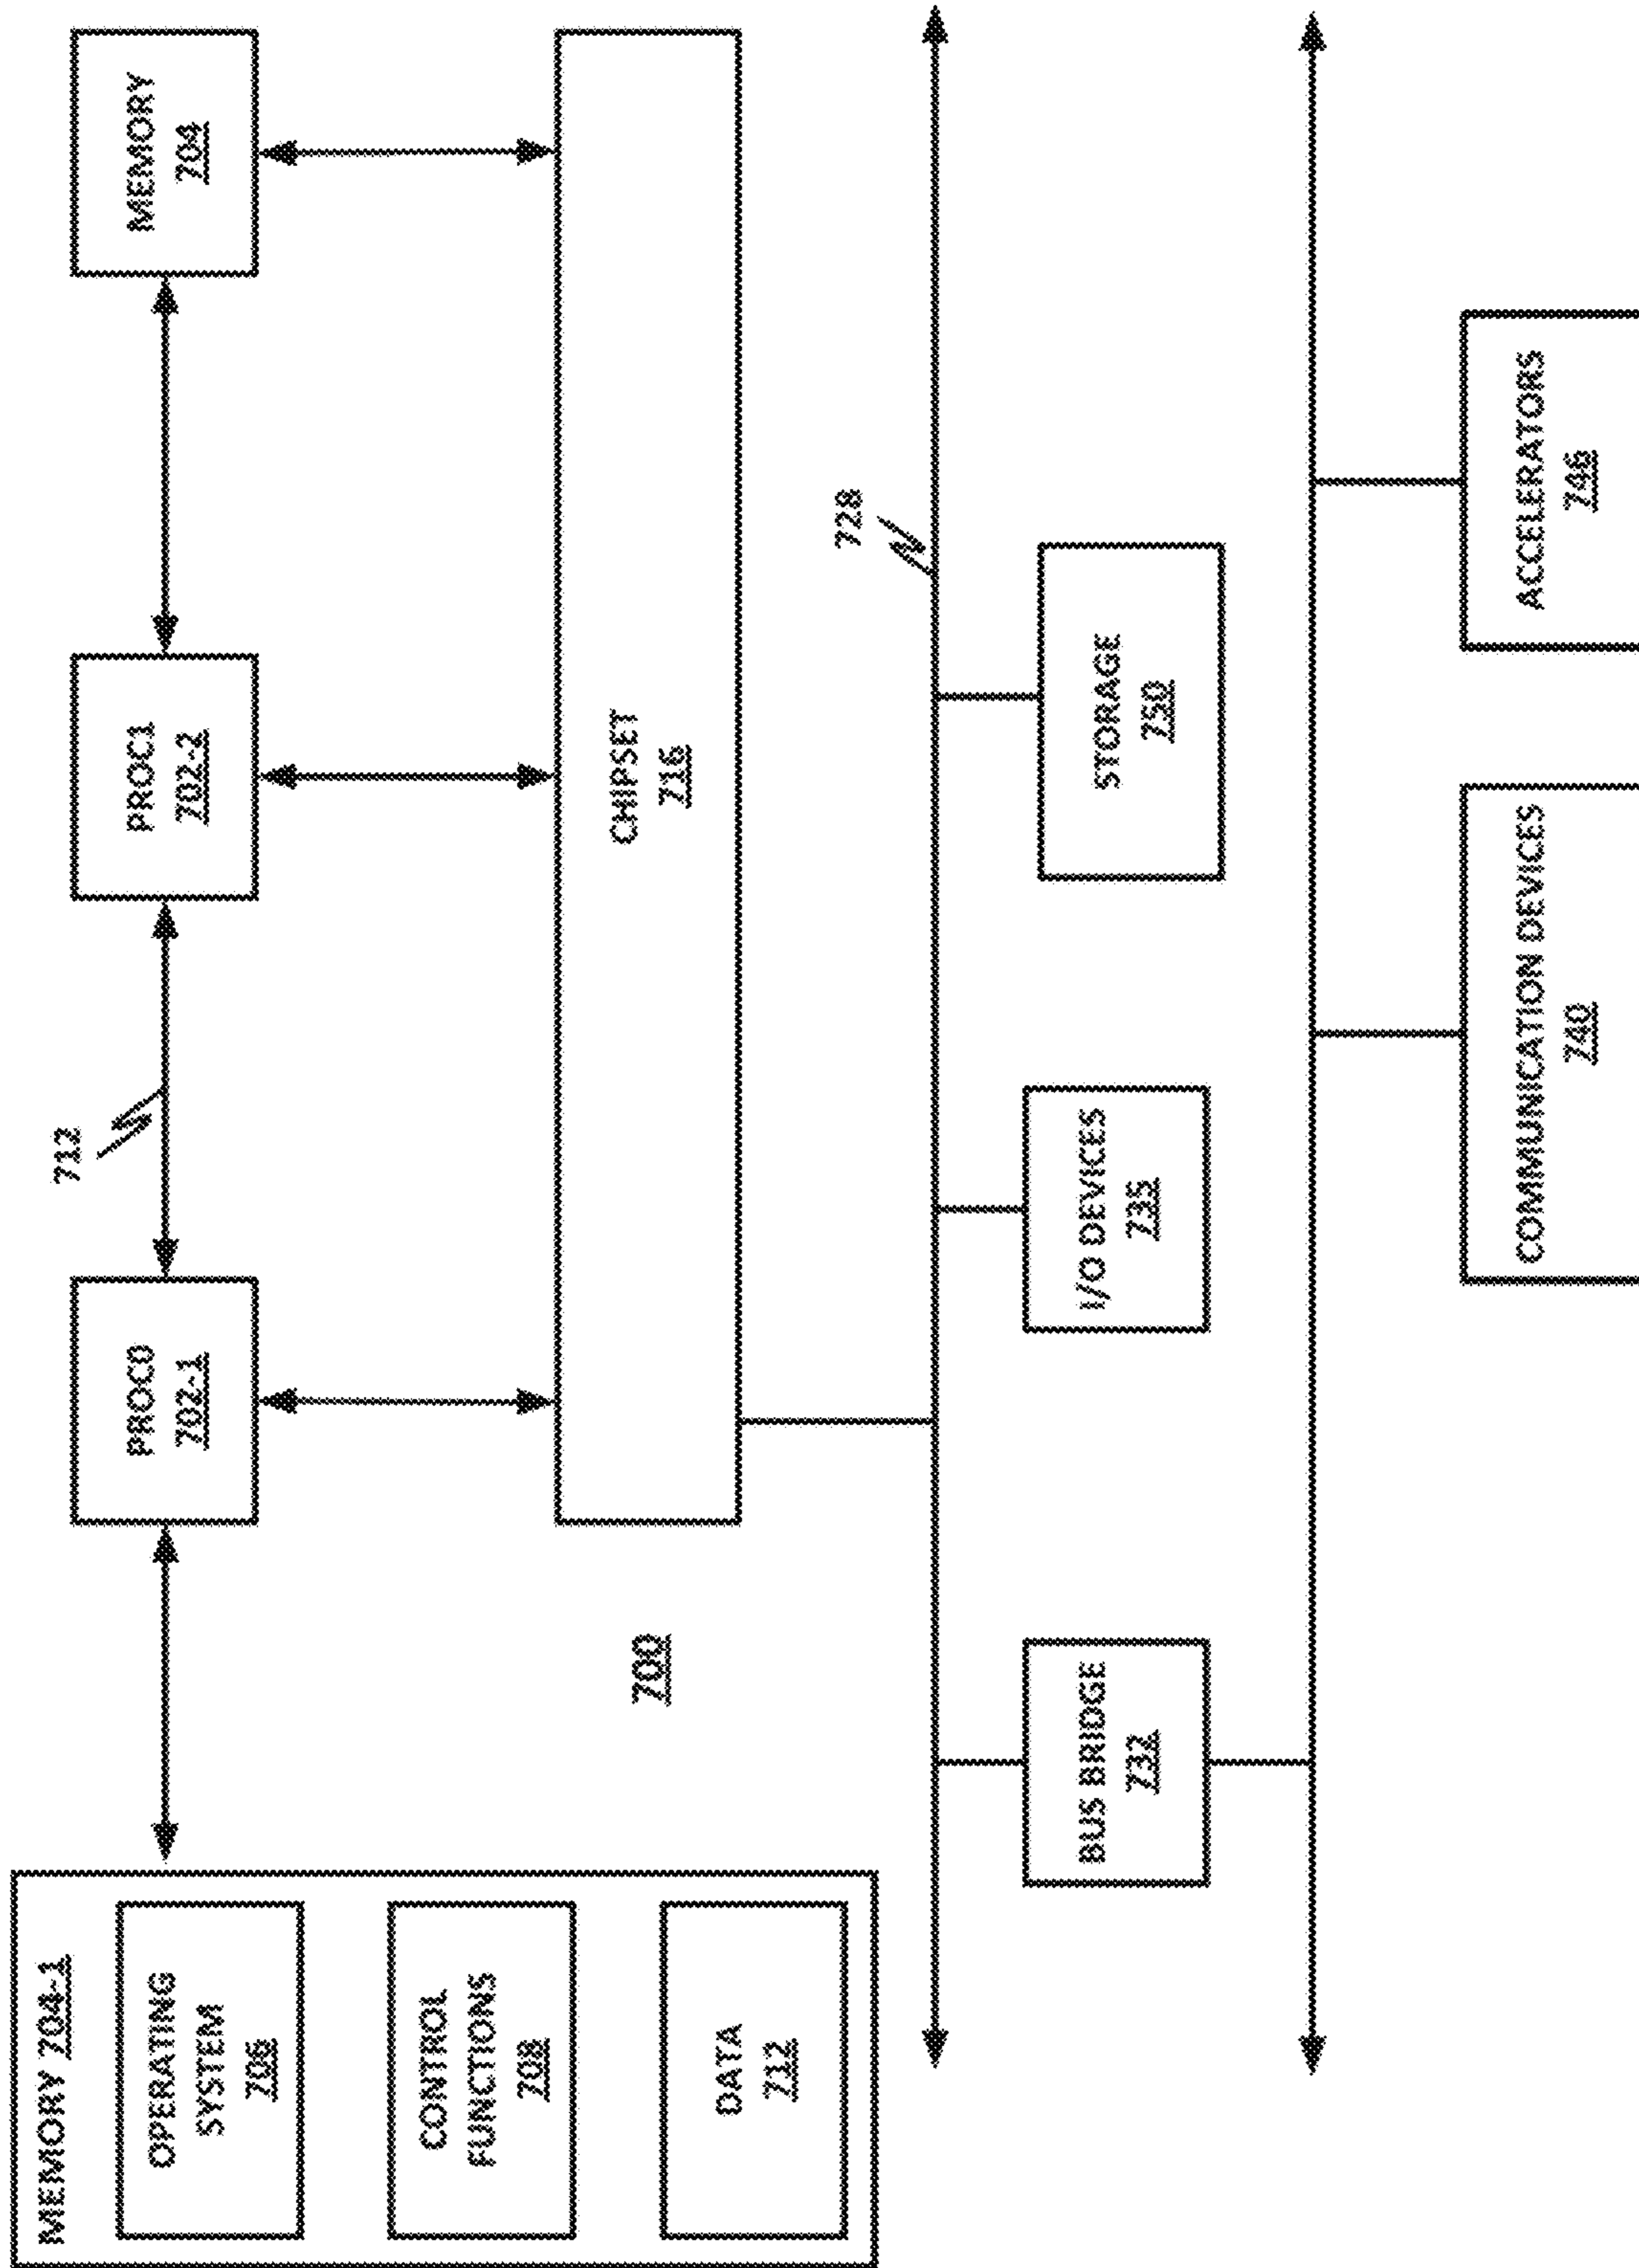 MEMORY 704-1
OPERATING
SYSTEM
706
CONTROL
FUNCTIONS
708
DATA
712
PROC0
702-1
712
PROC1
702-2
MEMORY
704
CHIPSET
716
700
728
BUS BRIDGE
732
I/O DEVICES
735
STORAGE
750
COMMUNICATION DEVICES
740
ACCELERATORS
746